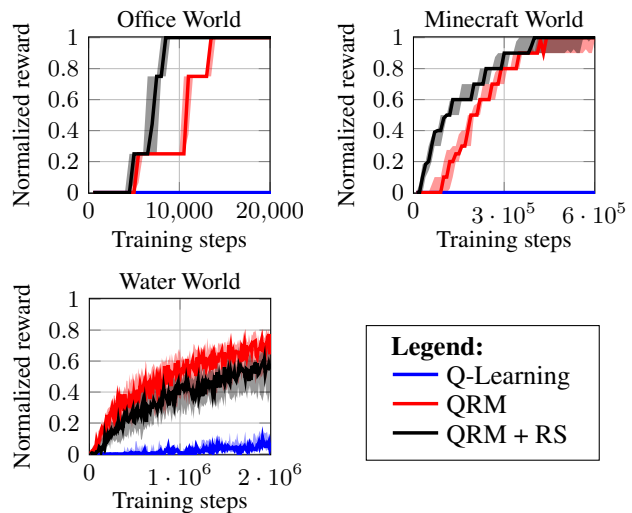 Office World
Normalized reward
1
0.8
0.6
0.4
0.2
0
0
10,000
20,000
Training steps
Minecraft World
Normalized reward
1
0.8
0.6
0.4
0.2
0
0
3 · 10^5
6 · 10^5
Training steps
Water World
Normalized reward
1
0.8
0.6
0.4
0.2
0
0
1 · 10^6
2 · 10^6
Training steps
Legend:
Q-Learning
QRM
QRM + RS